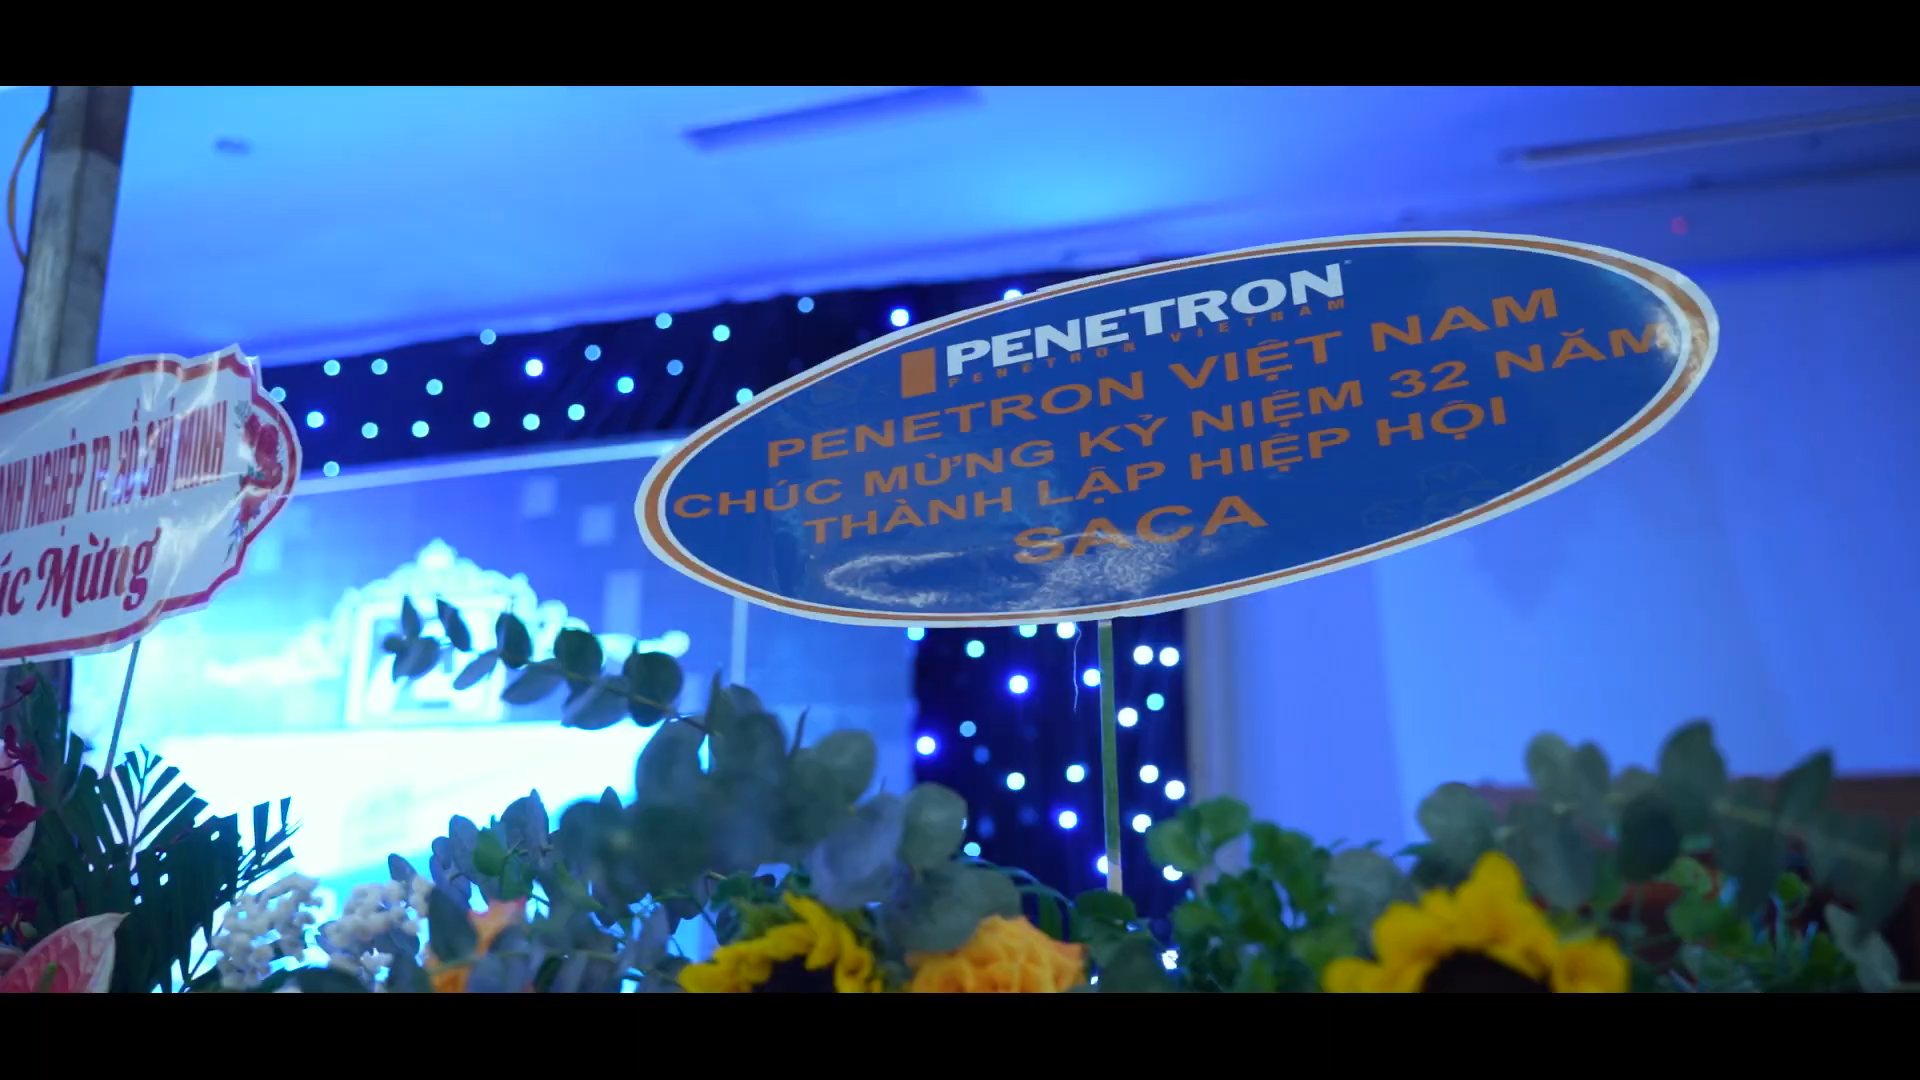 PENETRON
PENETRON VIETNAM
PENETRON VIỆT NAM
CHÚC MỪNG KỶ NIỆM 32 NĂM
THÀNH LẬP HIỆP HỘI
SACA
NGHIỆP TP. HỒ CHÍ MINH
Mừng